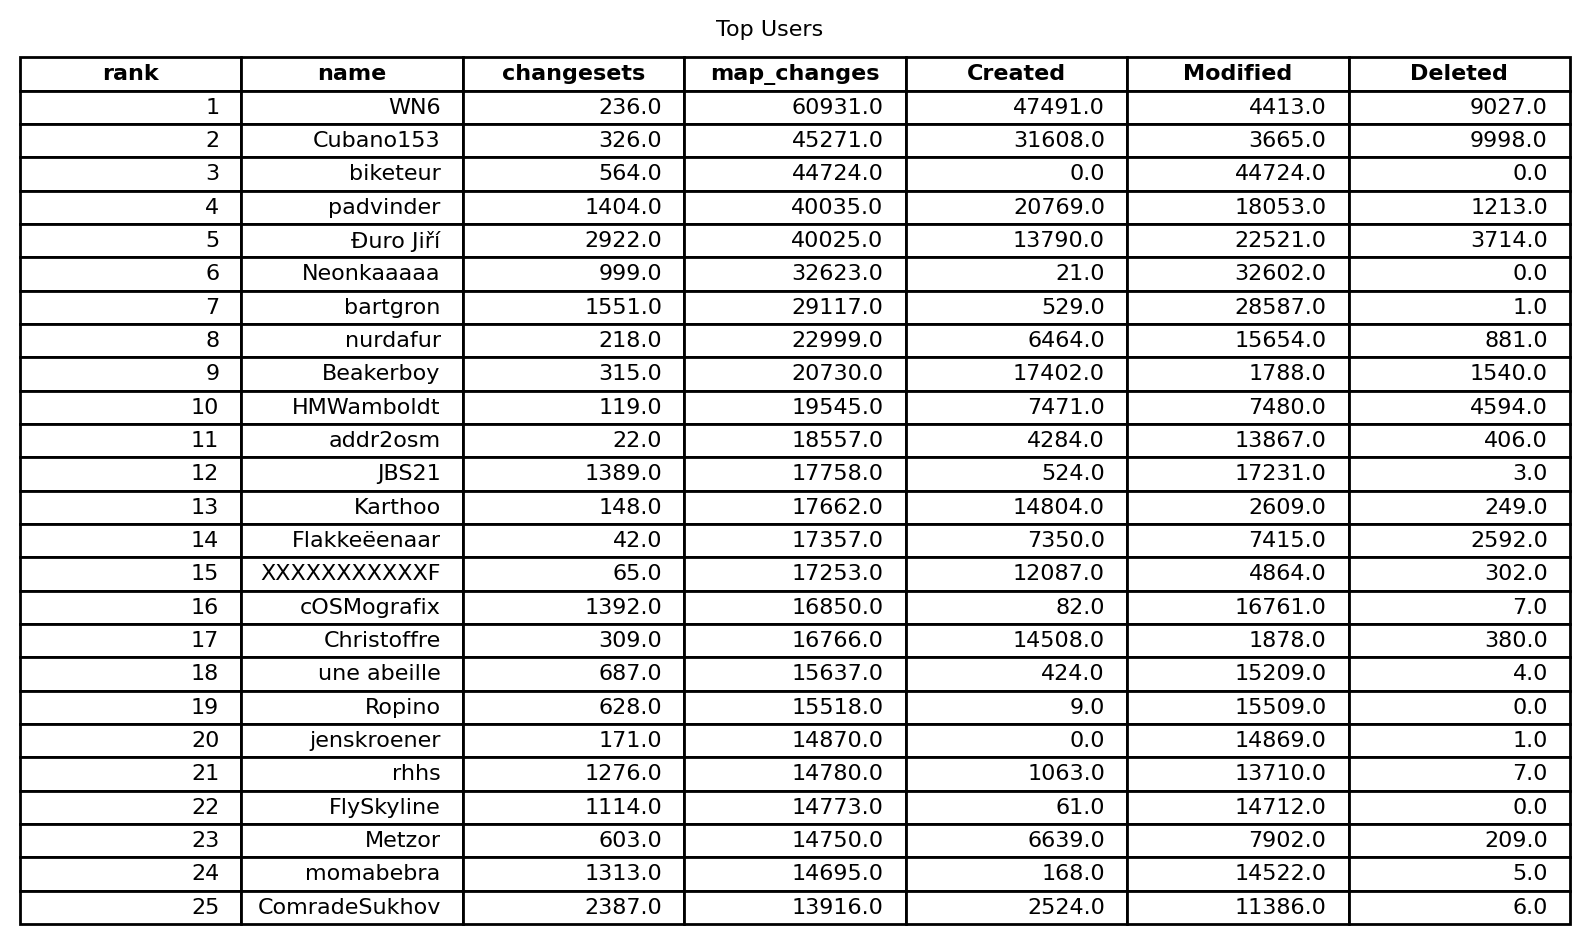 Top Users
rank name changesets map_changes Created Modified Deleted
1 WN6 236.0 60931.0 47491.0 4413.0 9027.0
2 Cubano153 326.0 45271.0 31608.0 3665.0 9998.0
3 biketeur 564.0 44724.0 0.0 44724.0 0.0
4 padvinder 1404.0 40035.0 20769.0 18053.0 1213.0
5 Đuro Jiří 2922.0 40025.0 13790.0 22521.0 3714.0
6 Neonkaaaaa 999.0 32623.0 21.0 32602.0 0.0
7 bartgron 1551.0 29117.0 529.0 28587.0 1.0
8 nurdafur 218.0 22999.0 6464.0 15654.0 881.0
9 Beakerboy 315.0 20730.0 17402.0 1788.0 1540.0
10 HMWamboldt 119.0 19545.0 7471.0 7480.0 4594.0
11 addr2osm 22.0 18557.0 4284.0 13867.0 406.0
12 JBS21 1389.0 17758.0 524.0 17231.0 3.0
13 Karthoo 148.0 17662.0 14804.0 2609.0 249.0
14 Flakkeëenaar 42.0 17357.0 7350.0 7415.0 2592.0
15 XXXXXXXXXXXF 65.0 17253.0 12087.0 4864.0 302.0
16 cOSMografix 1392.0 16850.0 82.0 16761.0 7.0
17 Christoffre 309.0 16766.0 14508.0 1878.0 380.0
18 une abeille 687.0 15637.0 424.0 15209.0 4.0
19 Ropino 628.0 15518.0 9.0 15509.0 0.0
20 jenskroener 171.0 14870.0 0.0 14869.0 1.0
21 rhhs 1276.0 14780.0 1063.0 13710.0 7.0
22 FlySkyline 1114.0 14773.0 61.0 14712.0 0.0
23 Metzor 603.0 14750.0 6639.0 7902.0 209.0
24 momabebra 1313.0 14695.0 168.0 14522.0 5.0
25 ComradeSukhov 2387.0 13916.0 2524.0 11386.0 6.0